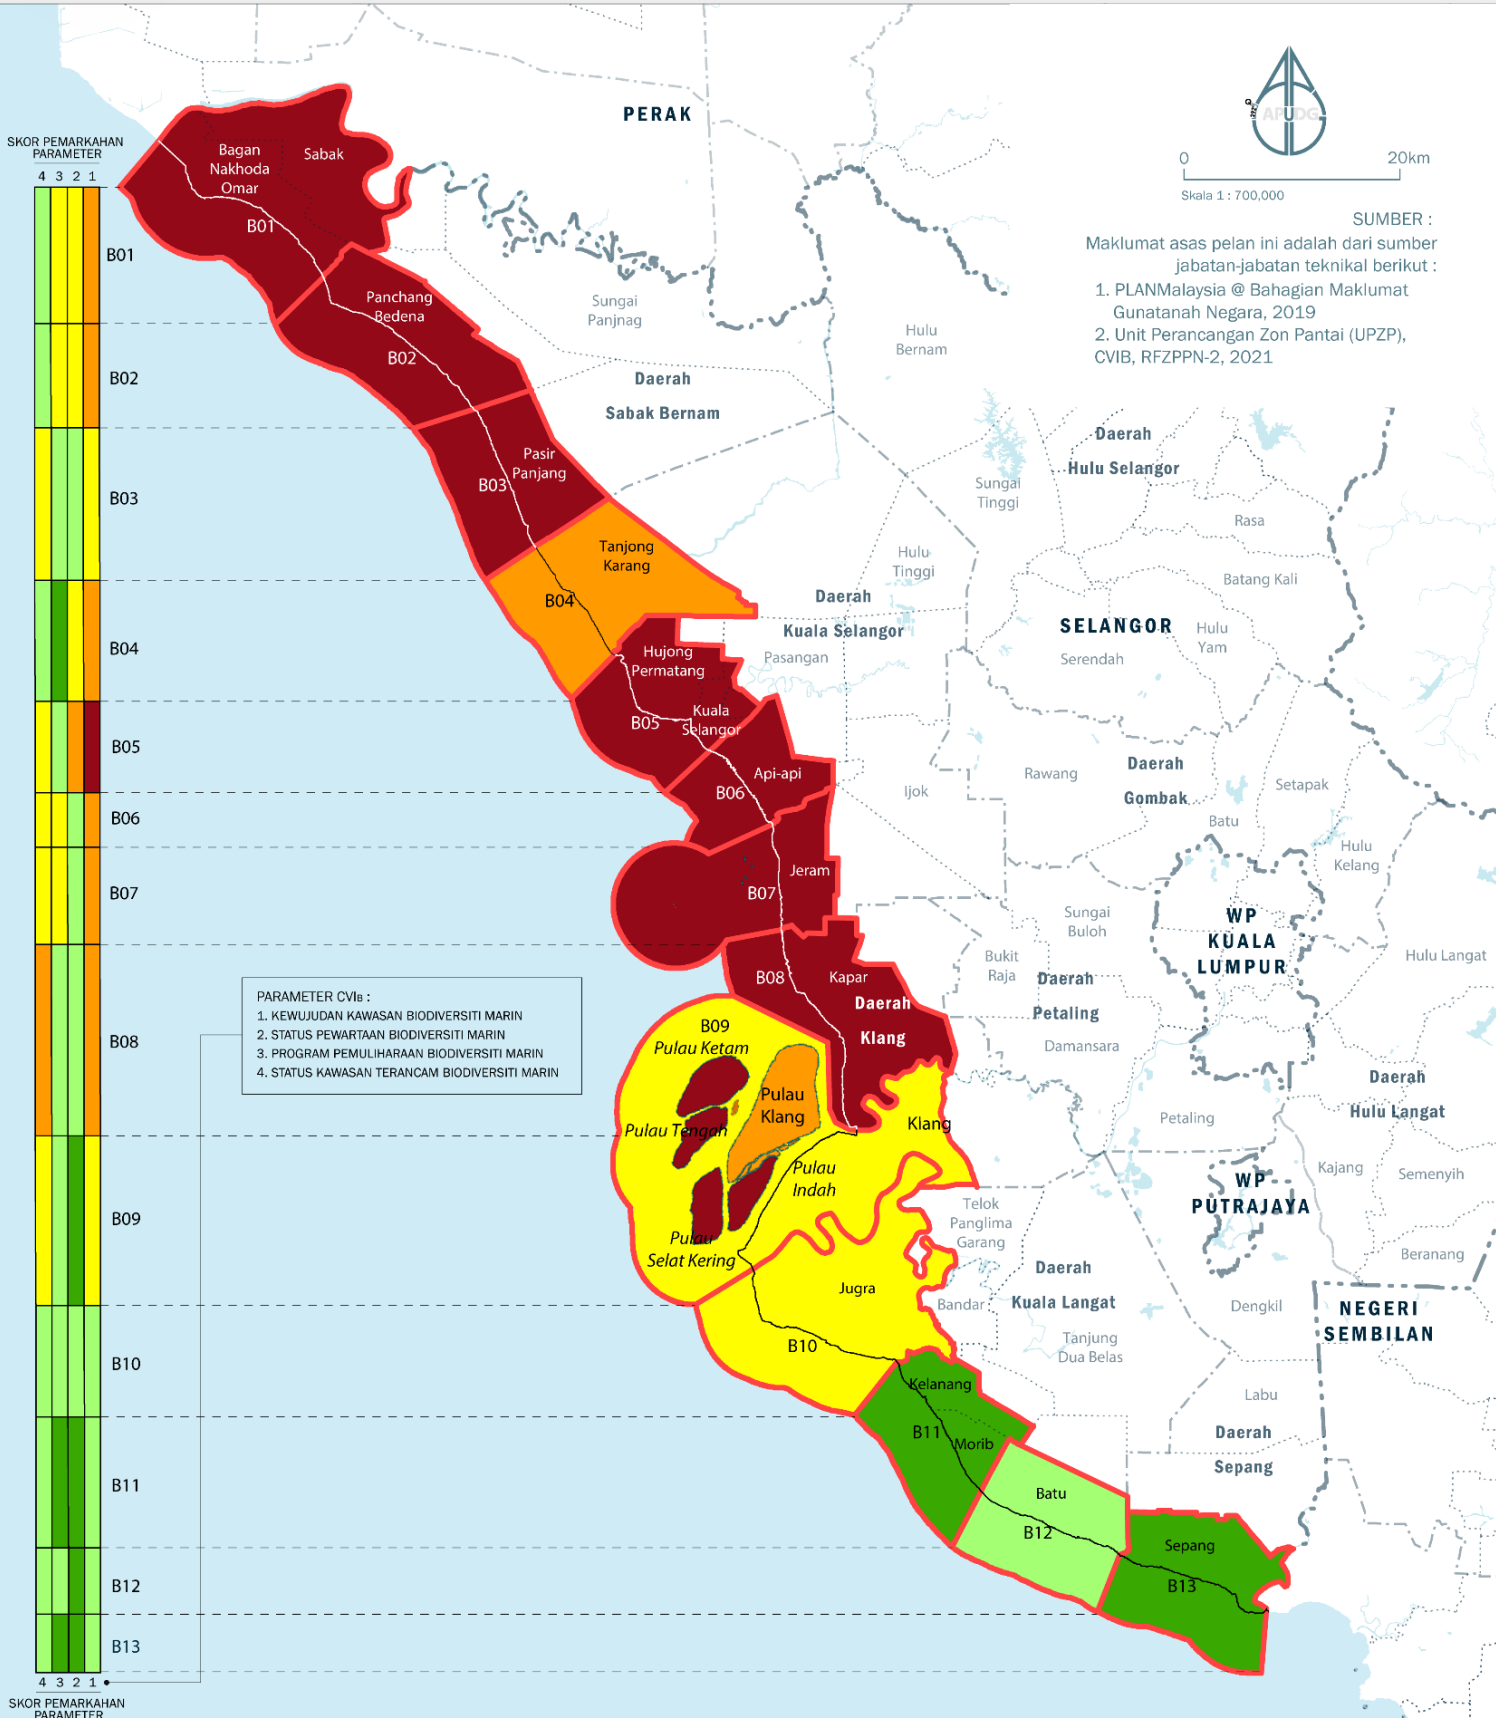 PERAK
APUDG
0 20km
Skala 1 : 700,000
SUMBER :
Maklumat asas pelan ini adalah dari sumber
jabatan-jabatan teknikal berikut :
1. PLANMalaysia @ Bahagian Maklumat
Gunatanah Negara, 2019
2. Unit Perancangan Zon Pantai (UPZP),
CVIB, RFZPPN-2, 2021
SKOR PEMARKAHAN
PARAMETER
4 3 2 1
B01
B02
B03
B04
B05
B06
B07
B08
B09
B10
B11
B12
B13
4 3 2 1
SKOR PEMARKAHAN
PARAMETER
PARAMETER CVIB :
1. KEWUJUDAN KAWASAN BIODIVERSITI MARIN
2. STATUS PEWARTAAN BIODIVERSITI MARIN
3. PROGRAM PEMULIHARAAN BIODIVERSITI MARIN
4. STATUS KAWASAN TERANCAM BIODIVERSITI MARIN
Bagan
Nakhoda
Omar
Sabak
B01
Panchang
Bedena
B02
Sungai
Panjnag
Hulu
Bernam
Daerah
Sabak Bernam
Pasir
Panjang
B03
Daerah
Hulu Selangor
Sungai
Tinggi
Rasa
Tanjong
Karang
B04
Hulu
Tinggi
Batang Kali
Daerah
Kuala Selangor
SELANGOR
Hulu
Yam
Serendah
Pasangan
Hujong
Permatang
Kuala
Selangor
B05
Api-api
B06
Ijok
Rawang
Daerah
Gombak
Setapak
Batu
Hulu
Kelang
Jeram
B07
Sungai
Buloh
WP
KUALA
LUMPUR
Bukit
Raja
Hulu Langat
B08
Kapar
Daerah
Klang
Daerah
Petaling
Damansara
B09
Pulau Ketam
Pulau
Klang
Pulau Tengah
Klang
Pulau
Indah
Pulau
Selat Kering
Petaling
Daerah
Hulu Langat
Kajang
Semenyih
WP
PUTRAJAYA
Telok
Panglima
Garang
Beranang
Daerah
Kuala Langat
Jugra
Bandar
Dengkil
NEGERI
SEMBILAN
B10
Tanjung
Dua Belas
Kelanang
Labu
B11
Morib
Daerah
Sepang
Batu
B12
Sepang
B13